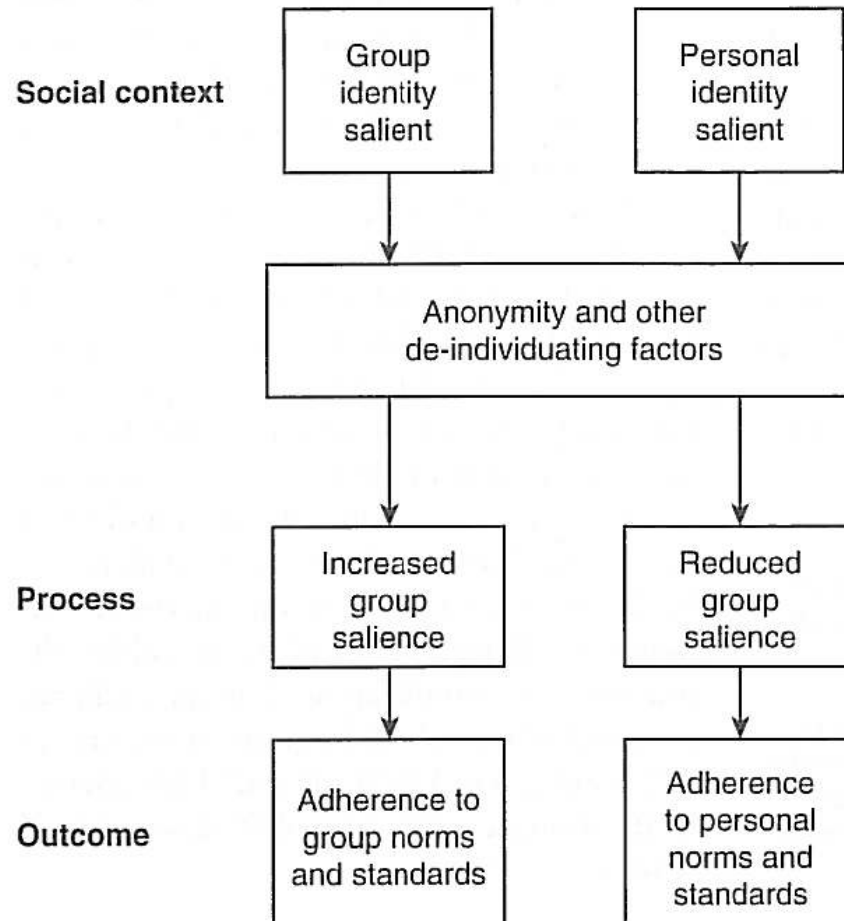 Social context
Group
identity
salient
Personal
identity
salient
Anonymity and other
de-individuating factors
Process
Increased
group
salience
Reduced
group
salience
Outcome
Adherence to
group norms
and standards
Adherence
to personal
norms and
standards